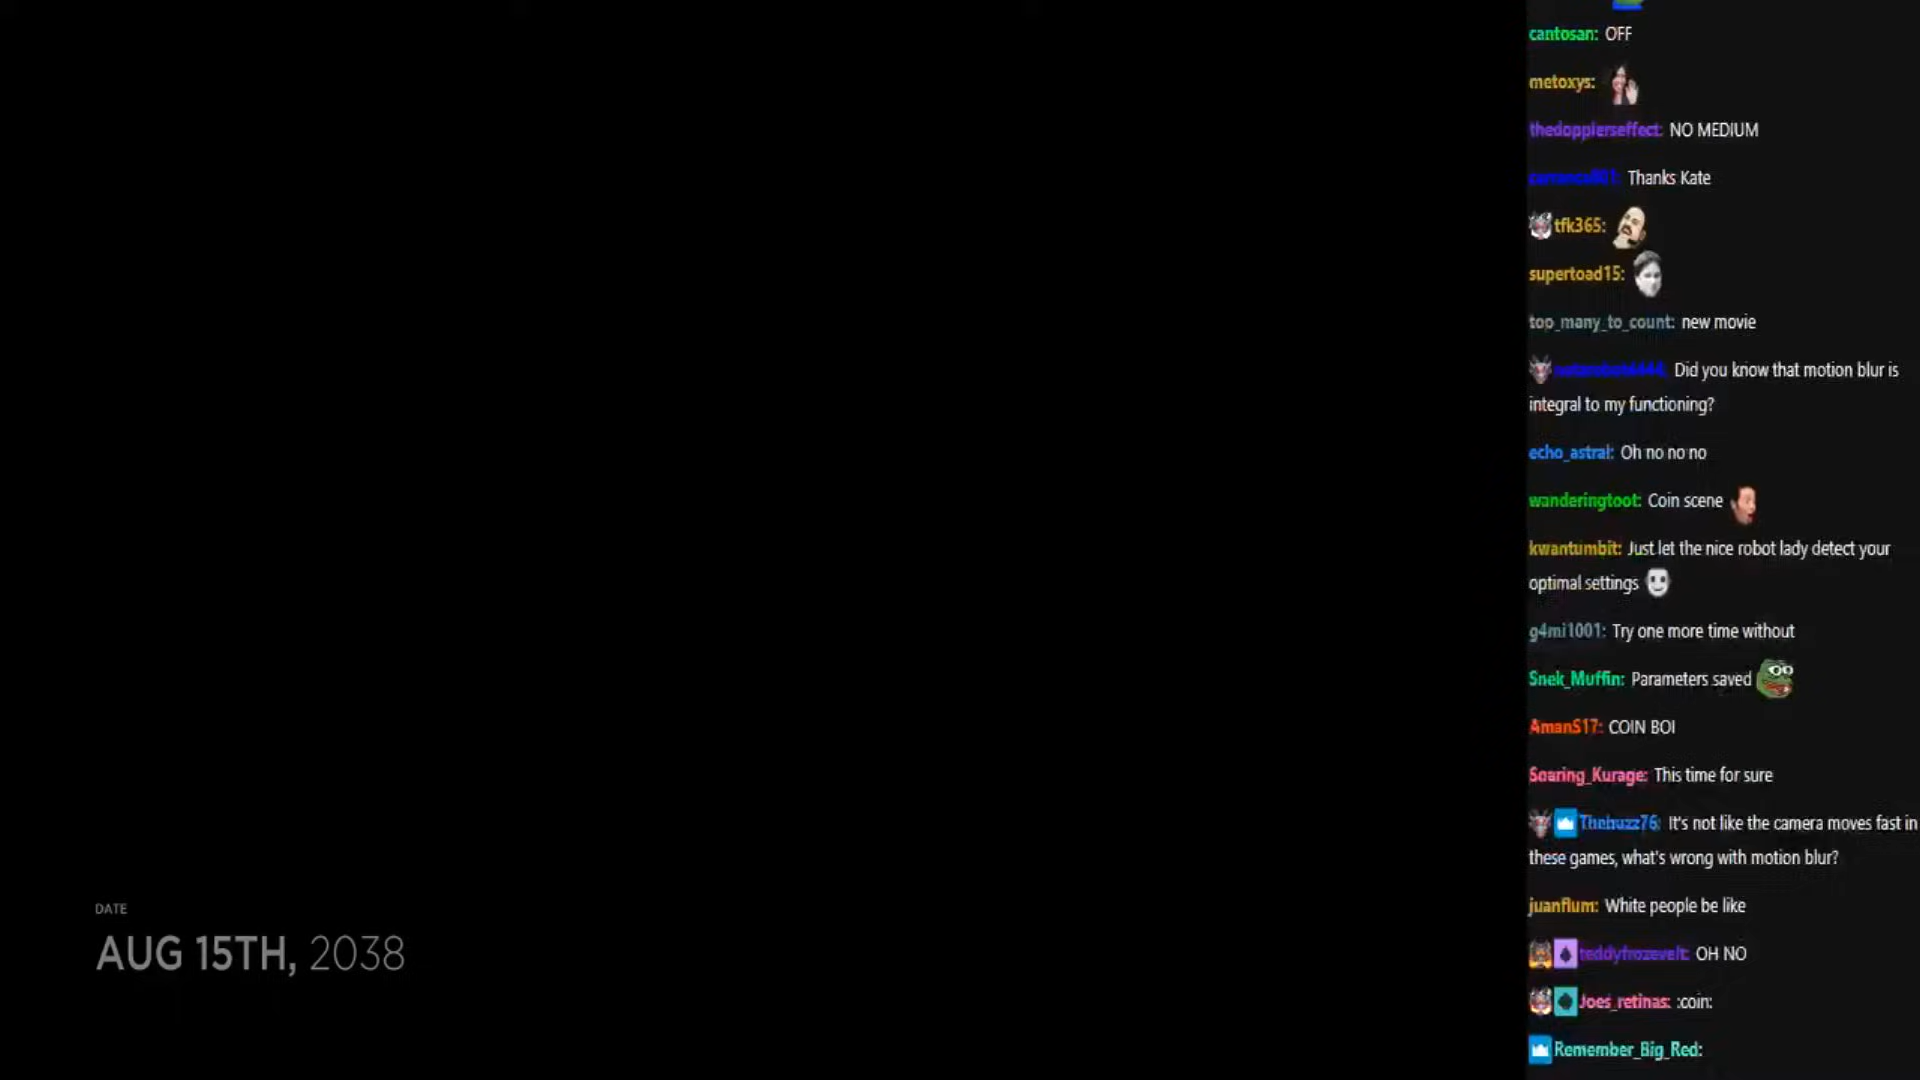 cantosan: OFF
metoxys:
thedopplerseffect: NO MEDIUM
Thanks Kate
tfk365:
supertoad15:
top_many_to_count: new movie
Did you know that motion blur is
integral to my functioning?
echo_astral: Oh no no no
wanderingtoot: Coin scene
kwantumbit: Just let the nice robot lady detect your
optimal settings
g4mi1001: Try one more time without
Snek_Muffin: Parameters saved
AmanS17: COIN BOI
Soaring_Kurage: This time for sure
Thebuzz76: It's not like the camera moves fast in
these games, what's wrong with motion blur?
juanflum: White people be like
teddyfrozevelt: OH NO
Joes_retinas: :coin:
Remember_Big_Red:
DATE
AUG 15TH, 2038